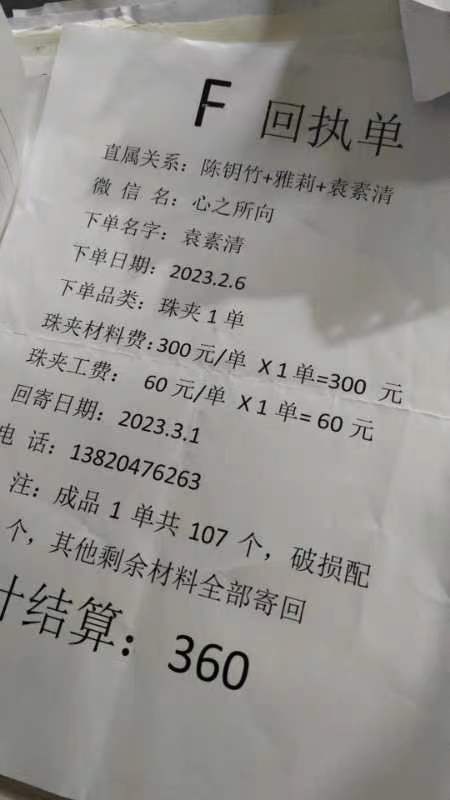 F 回执单
直属关系：陈钥竹+雅莉+袁素清
微 信 名：心之所向
下单名字：袁素清
下单日期：2023.2.6
下单品类：珠夹 1 单
珠夹材料费：300 元/单 X 1 单=300 元
珠夹工费： 60 元/单 X 1 单= 60 元
回寄日期：2023.3.1
电 话：13820476263
注：成品 1 单共 107 个，破损配
个，其他剩余材料全部寄回
计结算：360